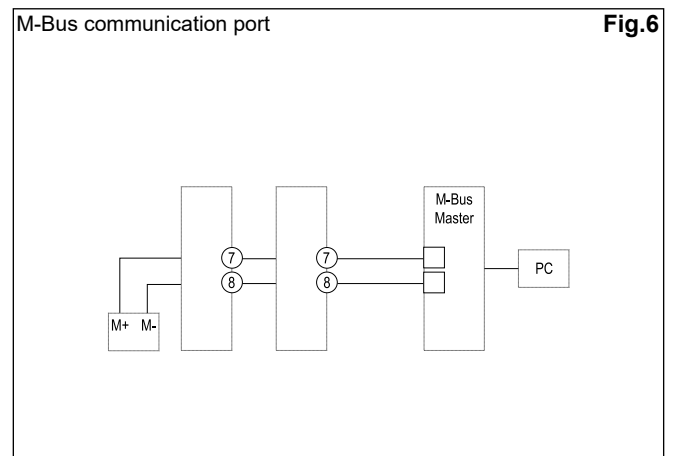 M-Bus communication port Fig.6
M-Bus
Master
7 7
PC
8 8
M+ M-